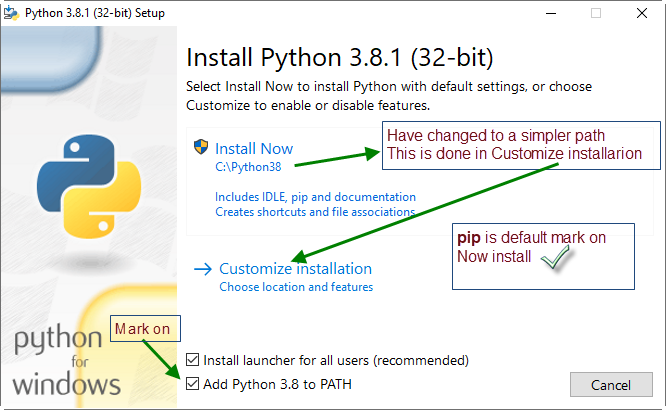 Python 3.8.1 (32-bit) Setup
Install Python 3.8.1 (32-bit)
Select Install Now to install Python with default settings, or choose
Customize to enable or disable features.
Install Now
C:\Python38
Have changed to a simpler path
This is done in Customize installarion
Includes IDLE, pip and documentation
Creates shortcuts and file associations
pip is default mark on
Now install
Customize installation
Choose location and features
Mark on
python
for
windows
Install launcher for all users (recommended)
Add Python 3.8 to PATH
Cancel